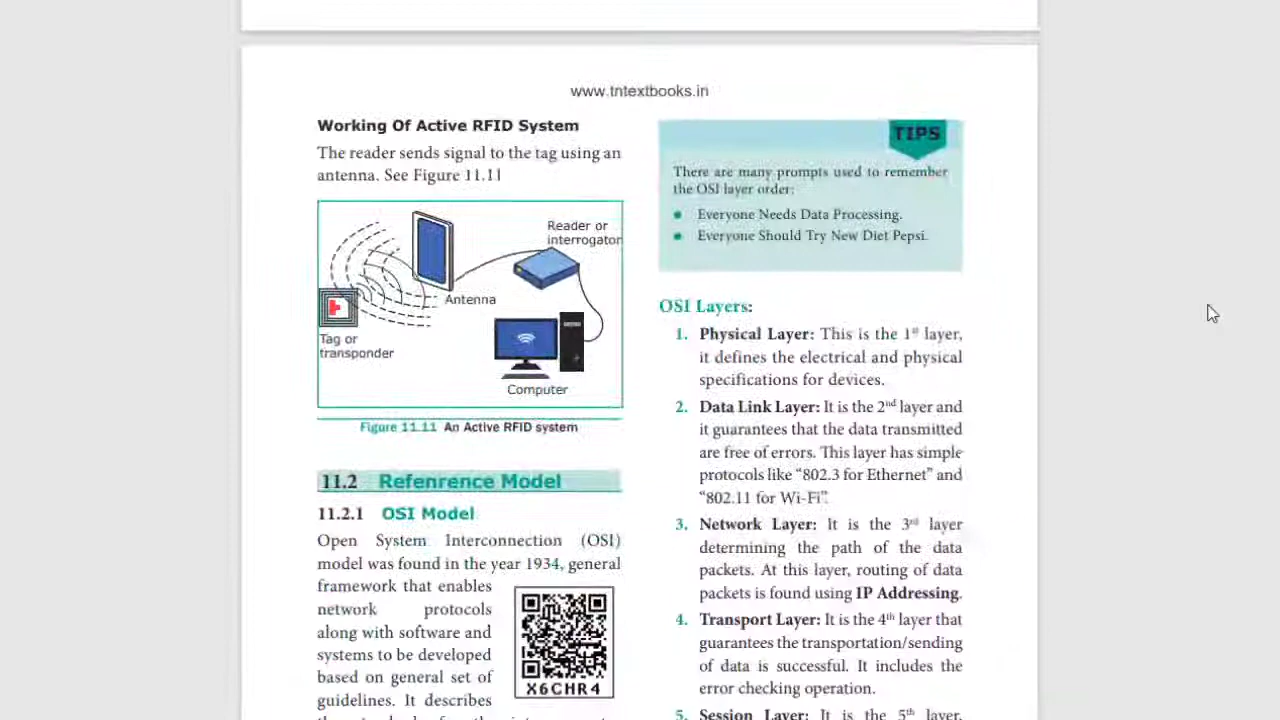 www.tntextbooks.in
Working Of Active RFID System
The reader sends signal to the tag using an
antenna. See Figure 11.11
Reader or
interrogator
Antenna
Tag or
transponder
Computer
Figure 11.11 An Active RFID system
11.2 Refenrence Model
11.2.1 OSI Model
Open System Interconnection (OSI)
model was found in the year 1934, general
framework that enables
network protocols
along with software and
systems to be developed
based on general set of
guidelines. It describes
X6CHR4
TIPS
There are many prompts used to remember
the OSI layer order:
• Everyone Needs Data Processing.
• Everyone Should Try New Diet Pepsi.
OSI Layers:
1. Physical Layer: This is the 1st layer,
it defines the electrical and physical
specifications for devices.
2. Data Link Layer: It is the 2nd layer and
it guarantees that the data transmitted
are free of errors. This layer has simple
protocols like “802.3 for Ethernet” and
“802.11 for Wi-Fi”.
3. Network Layer: It is the 3rd layer
determining the path of the data
packets. At this layer, routing of data
packets is found using IP Addressing.
4. Transport Layer: It is the 4th layer that
guarantees the transportation/sending
of data is successful. It includes the
error checking operation.
5. Session Layer: It is the 5th layer,